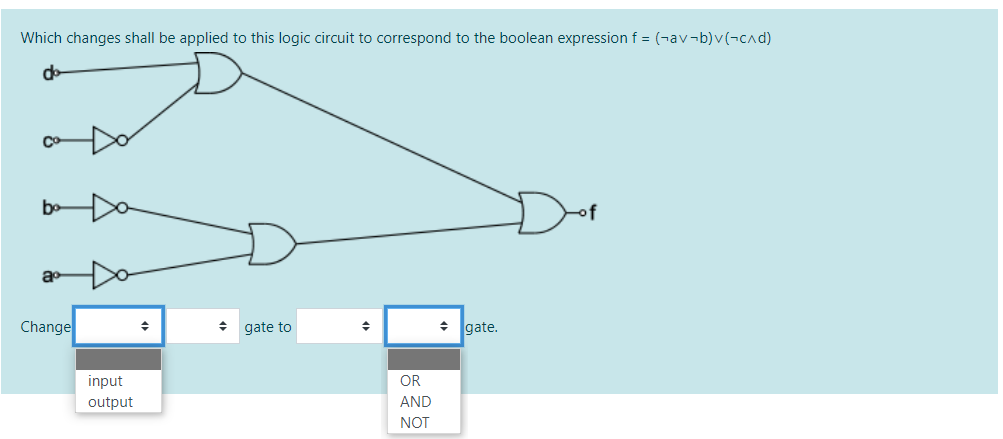 Which changes shall be applied to this logic circuit to correspond to the boolean expression f = (¬a∨¬b)∨(¬c∧d)
d
c
b
f
a
Change gate to gate.
input OR
output AND
NOT